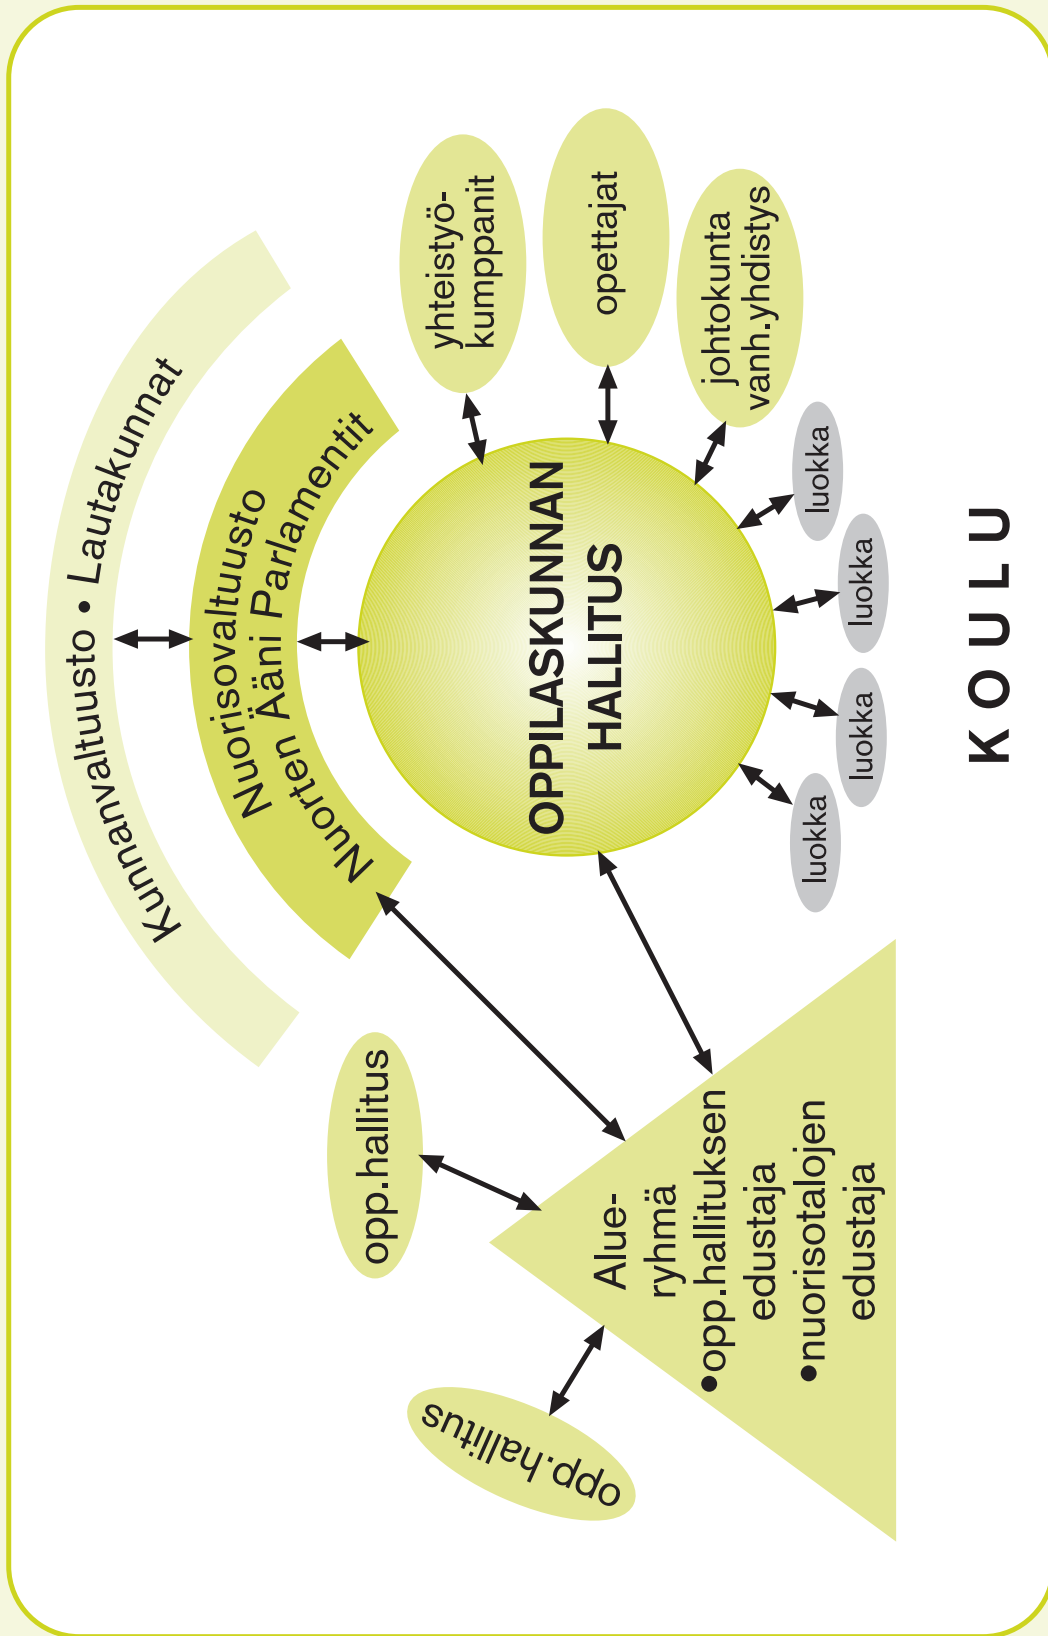 Kunnanvaltuusto • Lautakunnat
Nuorisovaltuusto
Nuorten Ääni Parlamentit
opp.hallitus
opp.hallitus
Alue-
ryhmä
•opp.hallituksen
edustaja
•nuorisotalojen
edustaja
OPPILASKUNNAN
HALLITUS
yhteistyö-
kumppanit
opettajat
johtokunta
vanh.yhdistys
luokka
luokka
luokka
luokka
KOULU